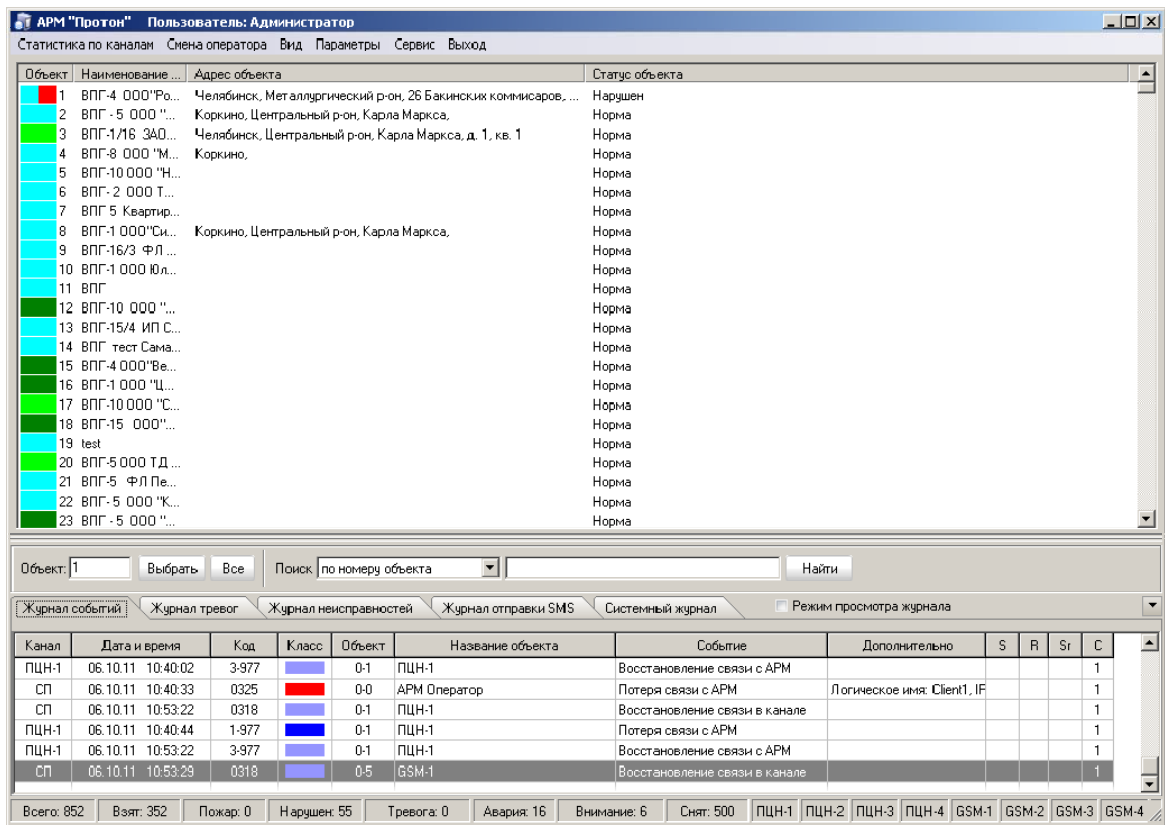 АРМ "Протон" Пользователь: Администратор
Статистика по каналам Смена оператора Вид Параметры Сервис Выход
Объект Наименование ... Адрес объекта Статус объекта
1 ВПГ-4 ООО"Ро... Челябинск, Металлургический р-он, 26 Бакинских коммисаров, ... Нарушен
2 ВПГ - 5 ООО "... Коркино, Центральный р-он, Карла Маркса, Норма
3 ВПГ-1/16 ЗАО... Челябинск, Центральный р-он, Карла Маркса, д. 1, кв. 1 Норма
4 ВПГ-8 ООО "М... Коркино, Норма
5 ВПГ-10 ООО "Н... Норма
6 ВПГ- 2 ООО Т... Норма
7 ВПГ 5 Квартир... Норма
8 ВПГ-1 ООО"Си... Коркино, Центральный р-он, Карла Маркса, Норма
9 ВПГ-16/3 ФЛ ... Норма
10 ВПГ-1 ООО Юл... Норма
11 ВПГ Норма
12 ВПГ-10 ООО "... Норма
13 ВПГ-15/4 ИП С... Норма
14 ВПГ тест Сама... Норма
15 ВПГ-4 ООО"Ве... Норма
16 ВПГ-1 ООО "Ц... Норма
17 ВПГ-10 ООО "С... Норма
18 ВПГ-15 ООО"... Норма
19 test Норма
20 ВПГ-5 ООО ТД ... Норма
21 ВПГ-5 ФЛ Пе... Норма
22 ВПГ- 5 ООО "К... Норма
23 ВПГ - 5 ООО "... Норма
Объект: 1 Выбрать Все Поиск по номеру объекта Найти
Журнал событий Журнал тревог Журнал неисправностей Журнал отправки SMS Системный журнал Режим просмотра журнала
Канал Дата и время Код Класс Объект Название объекта Событие Дополнительно S R Sr C
ПЦН-1 06.10.11 10:40:02 3-977 0-1 ПЦН-1 Восстановление связи с АРМ 1
СП 06.10.11 10:40:33 0325 0-0 АРМ Оператор Потеря связи с АРМ Логическое имя: Client1, IP 1
СП 06.10.11 10:53:22 0318 0-1 ПЦН-1 Восстановление связи в канале 1
ПЦН-1 06.10.11 10:40:44 1-977 0-1 ПЦН-1 Потеря связи с АРМ 1
ПЦН-1 06.10.11 10:53:22 3-977 0-1 ПЦН-1 Восстановление связи с АРМ 1
СП 06.10.11 10:53:29 0318 0-5 GSM-1 Восстановление связи в канале 1
Всего: 852 Взят: 352 Пожар: 0 Нарушен: 55 Тревога: 0 Авария: 16 Внимание: 6 Снят: 500 ПЦН-1 ПЦН-2 ПЦН-3 ПЦН-4 GSM-1 GSM-2 GSM-3 GSM-4